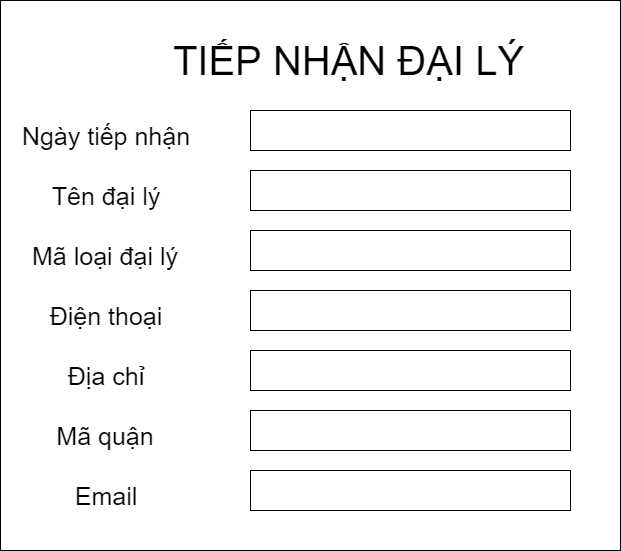 TIẾP NHẬN ĐẠI LÝ
Ngày tiếp nhận
Tên đại lý
Mã loại đại lý
Điện thoại
Địa chỉ
Mã quận
Email